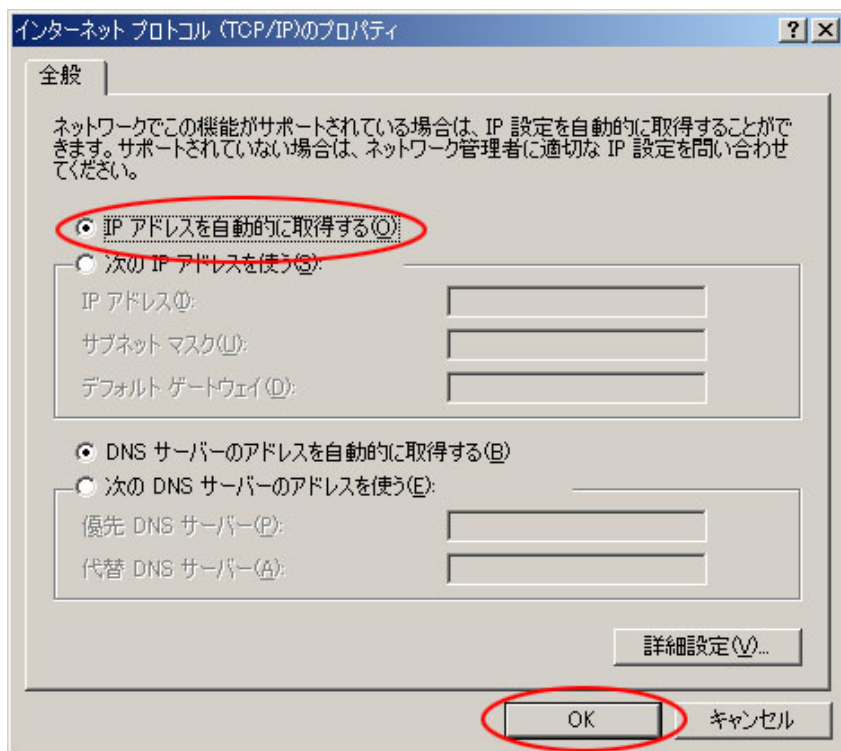 インターネット プロトコル (TCP/IP)のプロパティ
全般
ネットワークでこの機能がサポートされている場合は、IP 設定を自動的に取得することがで
きます。サポートされていない場合は、ネットワーク管理者に適切な IP 設定を問い合わせ
てください。
IP アドレスを自動的に取得する(O)
次の IP アドレスを使う(S):
IP アドレス(I):
サブネット マスク(U):
デフォルト ゲートウェイ(D):
DNS サーバーのアドレスを自動的に取得する(B)
次の DNS サーバーのアドレスを使う(E):
優先 DNS サーバー(P):
代替 DNS サーバー(A):
詳細設定(V)...
OK
キャンセル